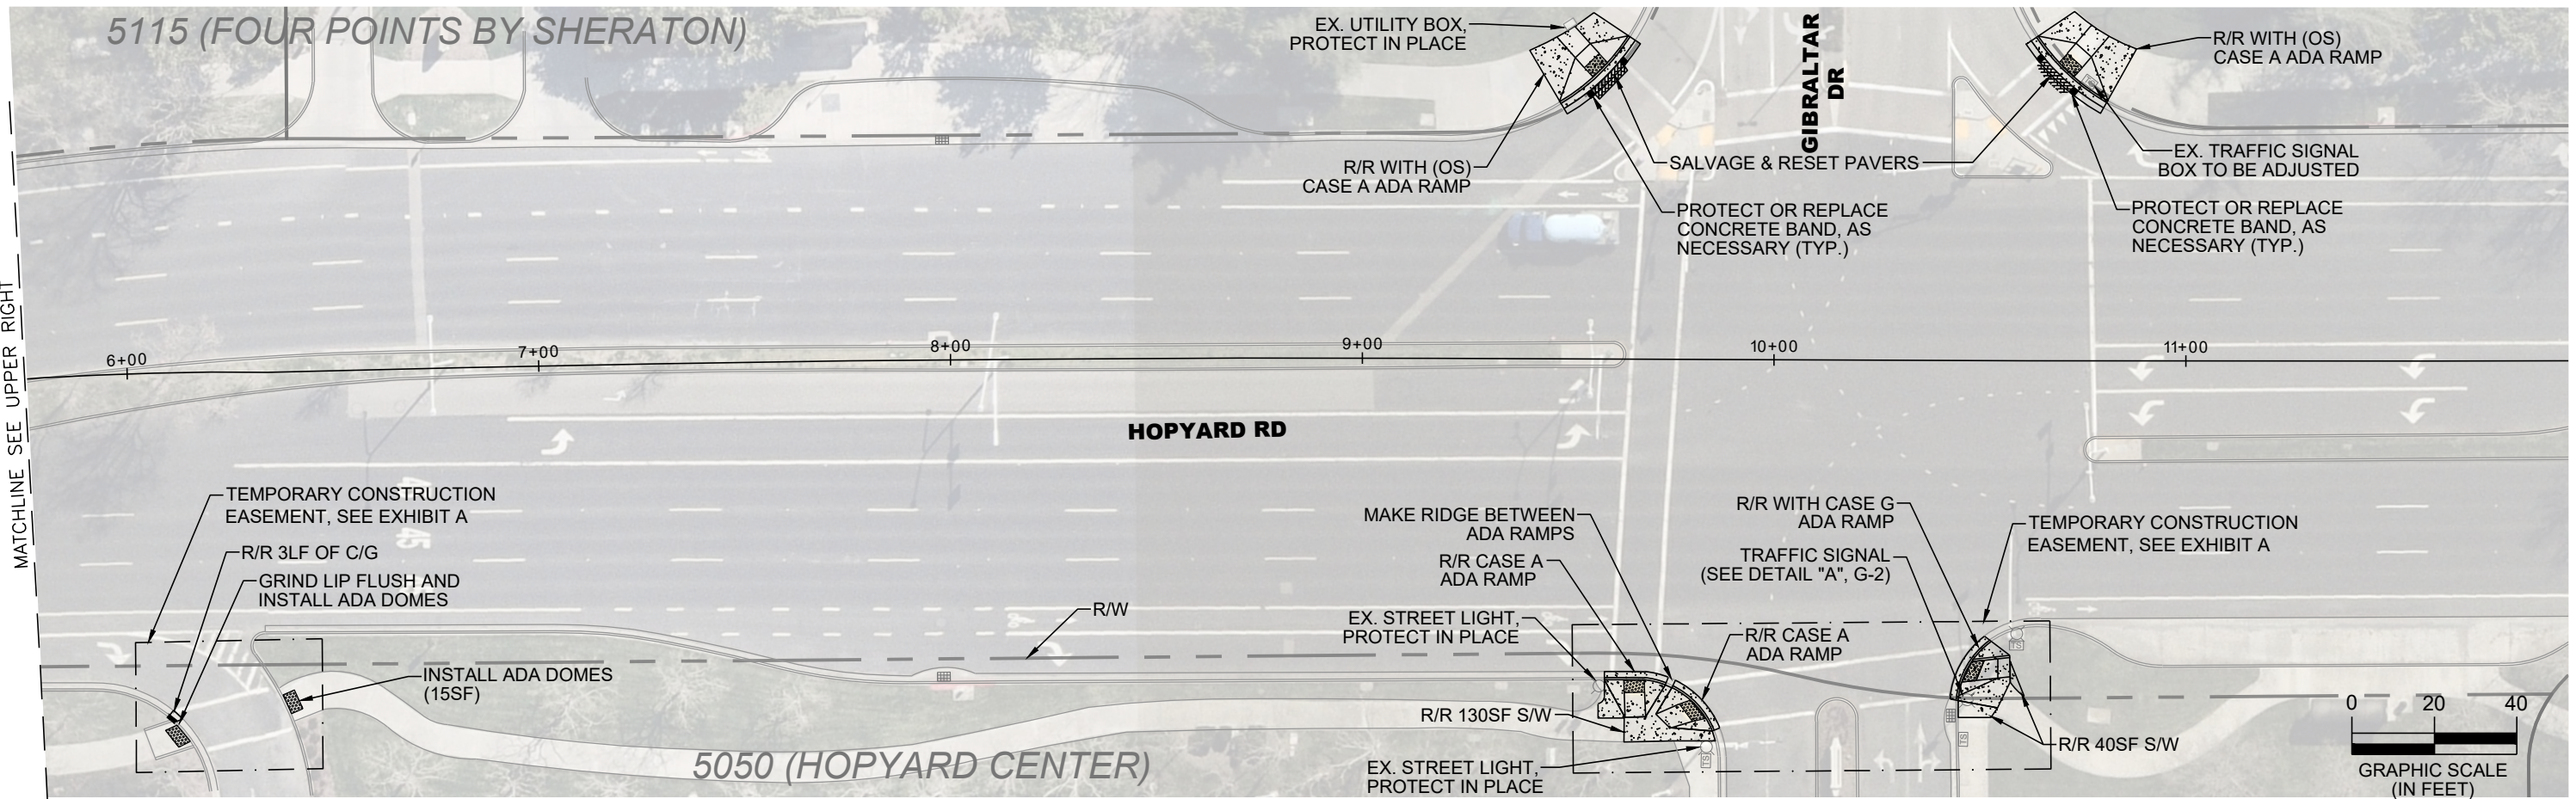 5115 (FOUR POINTS BY SHERATON)
EX. UTILITY BOX,
PROTECT IN PLACE
GIBRALTAR
DR
R/R WITH (OS)
CASE A ADA RAMP
R/R WITH (OS)
CASE A ADA RAMP
SALVAGE & RESET PAVERS
EX. TRAFFIC SIGNAL
BOX TO BE ADJUSTED
PROTECT OR REPLACE
CONCRETE BAND, AS
NECESSARY (TYP.)
PROTECT OR REPLACE
CONCRETE BAND, AS
NECESSARY (TYP.)
MATCHLINE SEE UPPER RIGHT
6+00
7+00
8+00
9+00
10+00
11+00
HOPYARD RD
45
TEMPORARY CONSTRUCTION
EASEMENT, SEE EXHIBIT A
R/R 3LF OF C/G
GRIND LIP FLUSH AND
INSTALL ADA DOMES
INSTALL ADA DOMES
(15SF)
R/W
MAKE RIDGE BETWEEN
ADA RAMPS
R/R CASE A
ADA RAMP
EX. STREET LIGHT,
PROTECT IN PLACE
R/R CASE A
ADA RAMP
R/R WITH CASE G
ADA RAMP
TRAFFIC SIGNAL
(SEE DETAIL "A", G-2)
TEMPORARY CONSTRUCTION
EASEMENT, SEE EXHIBIT A
R/R 130SF S/W
EX. STREET LIGHT,
PROTECT IN PLACE
TS
TS
TS
R/R 40SF S/W
5050 (HOPYARD CENTER)
0 20 40
GRAPHIC SCALE
(IN FEET)